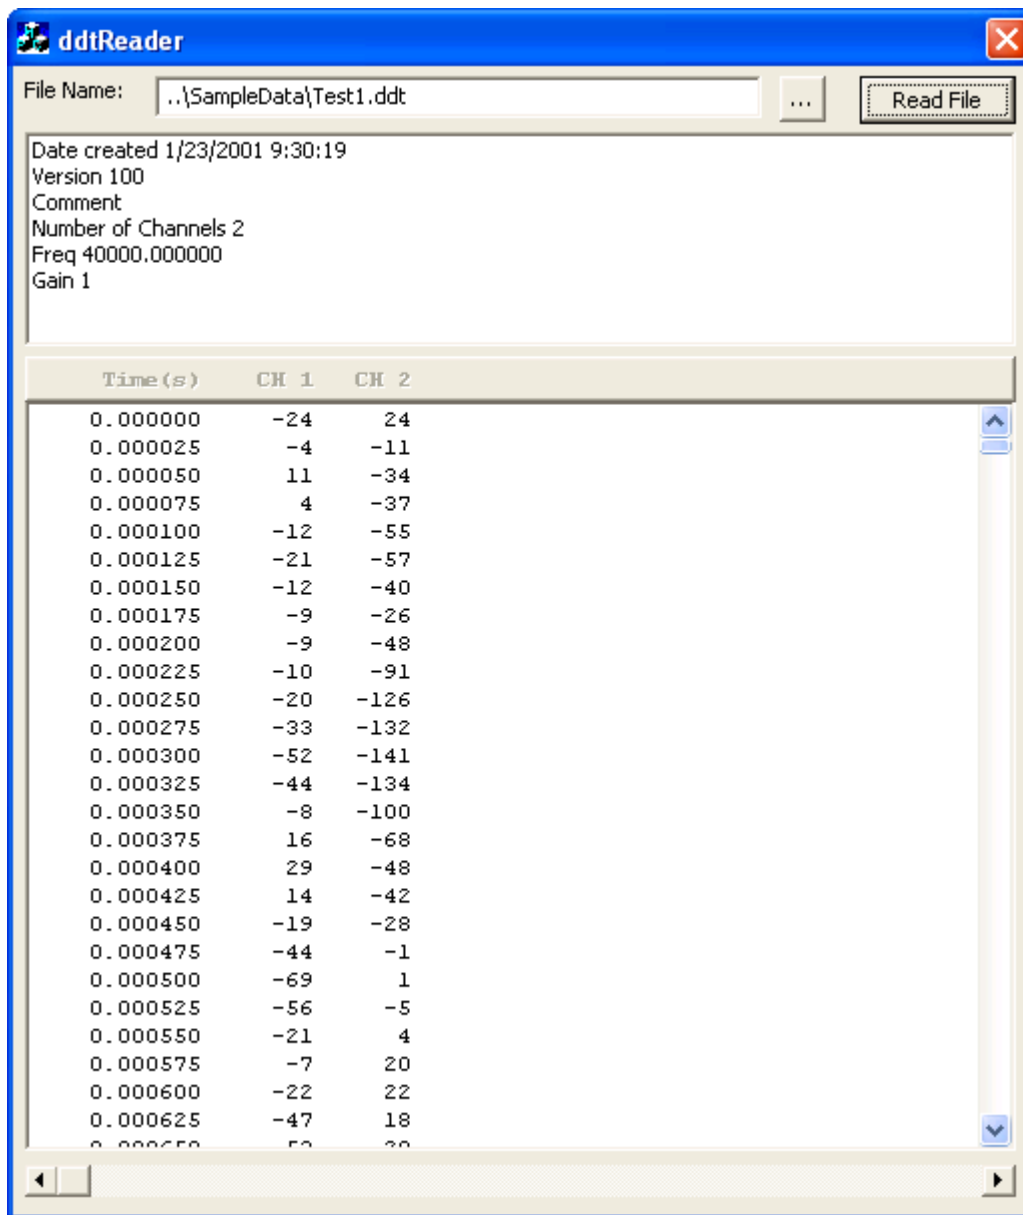 ddtReader
File Name: ..\SampleData\Test1.ddt ... Read File
Date created 1/23/2001 9:30:19
Version 100
Comment
Number of Channels 2
Freq 40000.000000
Gain 1
Time(s) CH 1 CH 2
0.000000 -24 24
0.000025 -4 -11
0.000050 11 -34
0.000075 4 -37
0.000100 -12 -55
0.000125 -21 -57
0.000150 -12 -40
0.000175 -9 -26
0.000200 -9 -48
0.000225 -10 -91
0.000250 -20 -126
0.000275 -33 -132
0.000300 -52 -141
0.000325 -44 -134
0.000350 -8 -100
0.000375 16 -68
0.000400 29 -48
0.000425 14 -42
0.000450 -19 -28
0.000475 -44 -1
0.000500 -69 1
0.000525 -56 -5
0.000550 -21 4
0.000575 -7 20
0.000600 -22 22
0.000625 -47 18